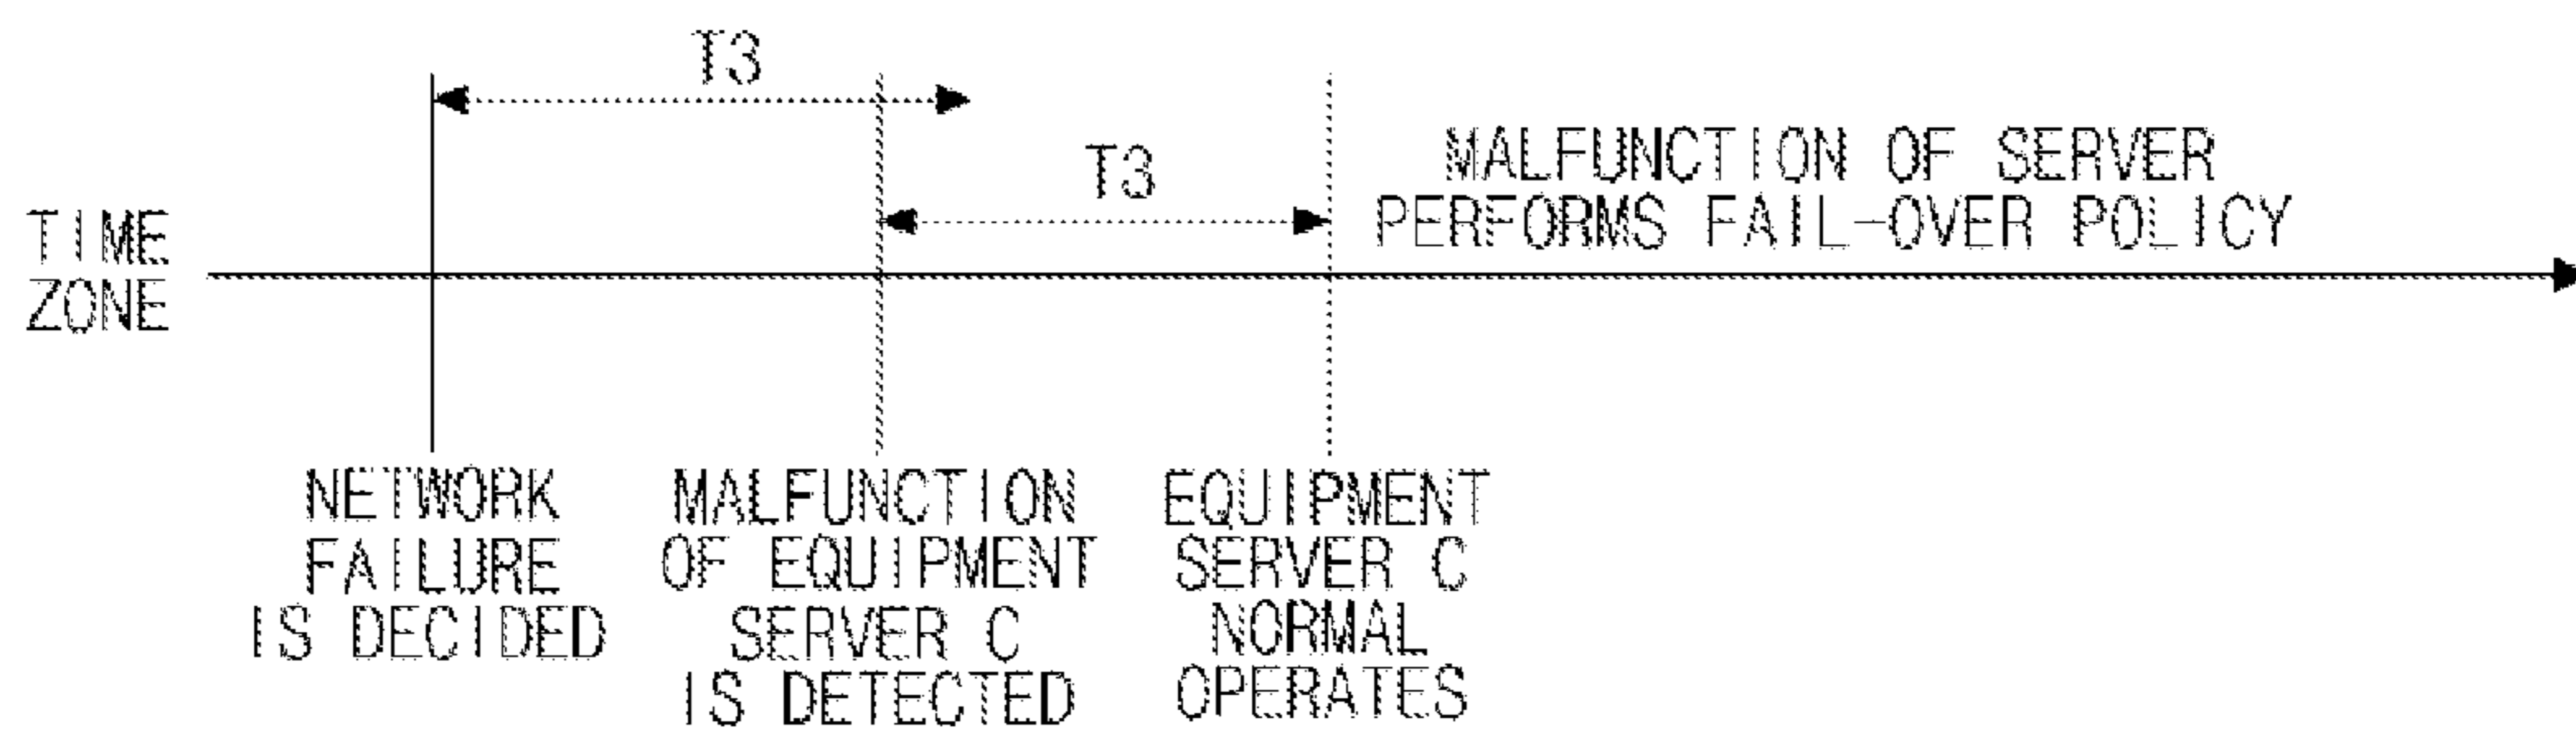 T3
T3
MALFUNCTION OF SERVER
PERFORMS FAIL-OVER POLICY
TIME
ZONE
NETWORK
FAILURE
IS DECIDED
MALFUNCTION
OF EQUIPMENT
SERVER C
IS DETECTED
EQUIPMENT
SERVER C
NORMAL
OPERATES